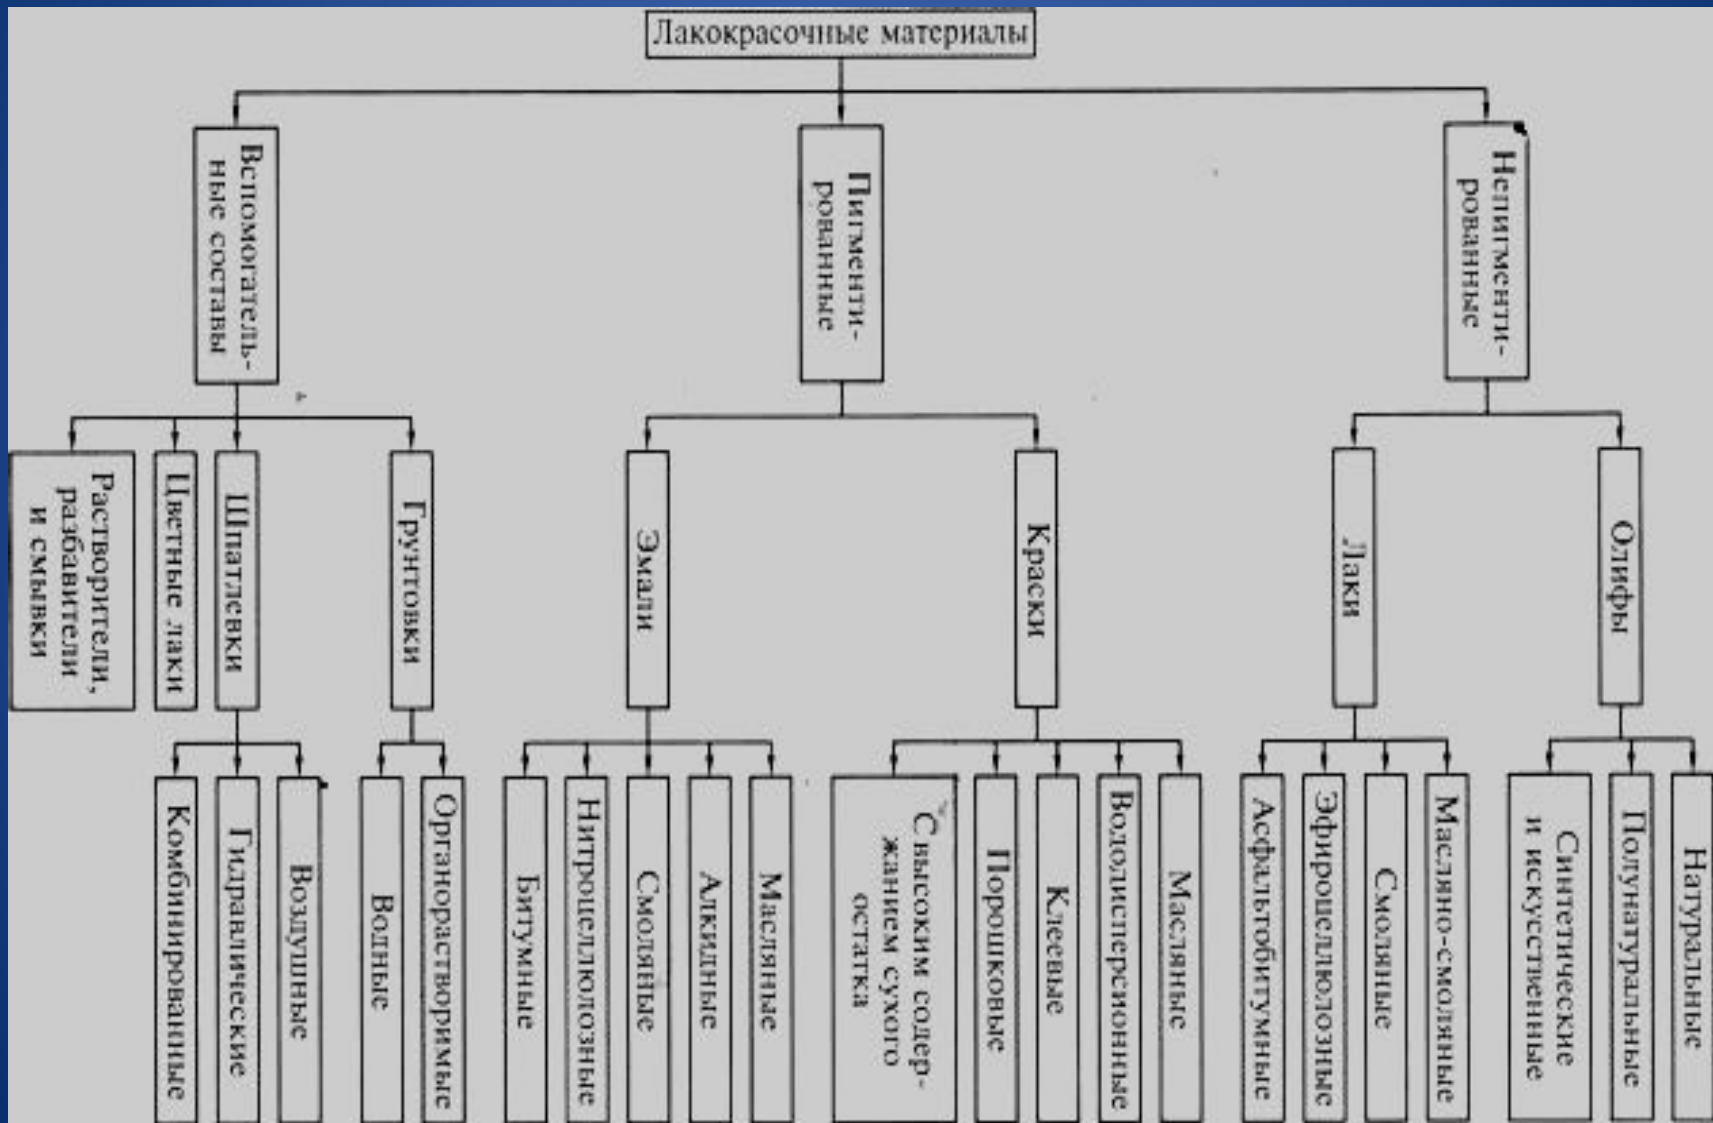 Лакокрасочные материалы
Вспомогатель-
ные составы
Пигменти-
рованные
Непигменти-
рованные
Растворители,
разбавители
и смывки
Цветные лаки
Шпатлевки
Грунтовки
Эмали
Краски
Лаки
Олифы
Комбинированные
Гидравлические
Воздушные
Водные
Органорастворимые
Битумные
Нитроцеллюлозные
Смоляные
Алкидные
Масляные
С высоким содер-
жанием сухого
остатка
Порошковые
Клеевые
Вододисперсионные
Масляные
Асфальтобитумные
Эфироцеллюлозные
Смоляные
Масляно-смоляные
Синтетические
и искусственные
Полунатуральные
Натуральные